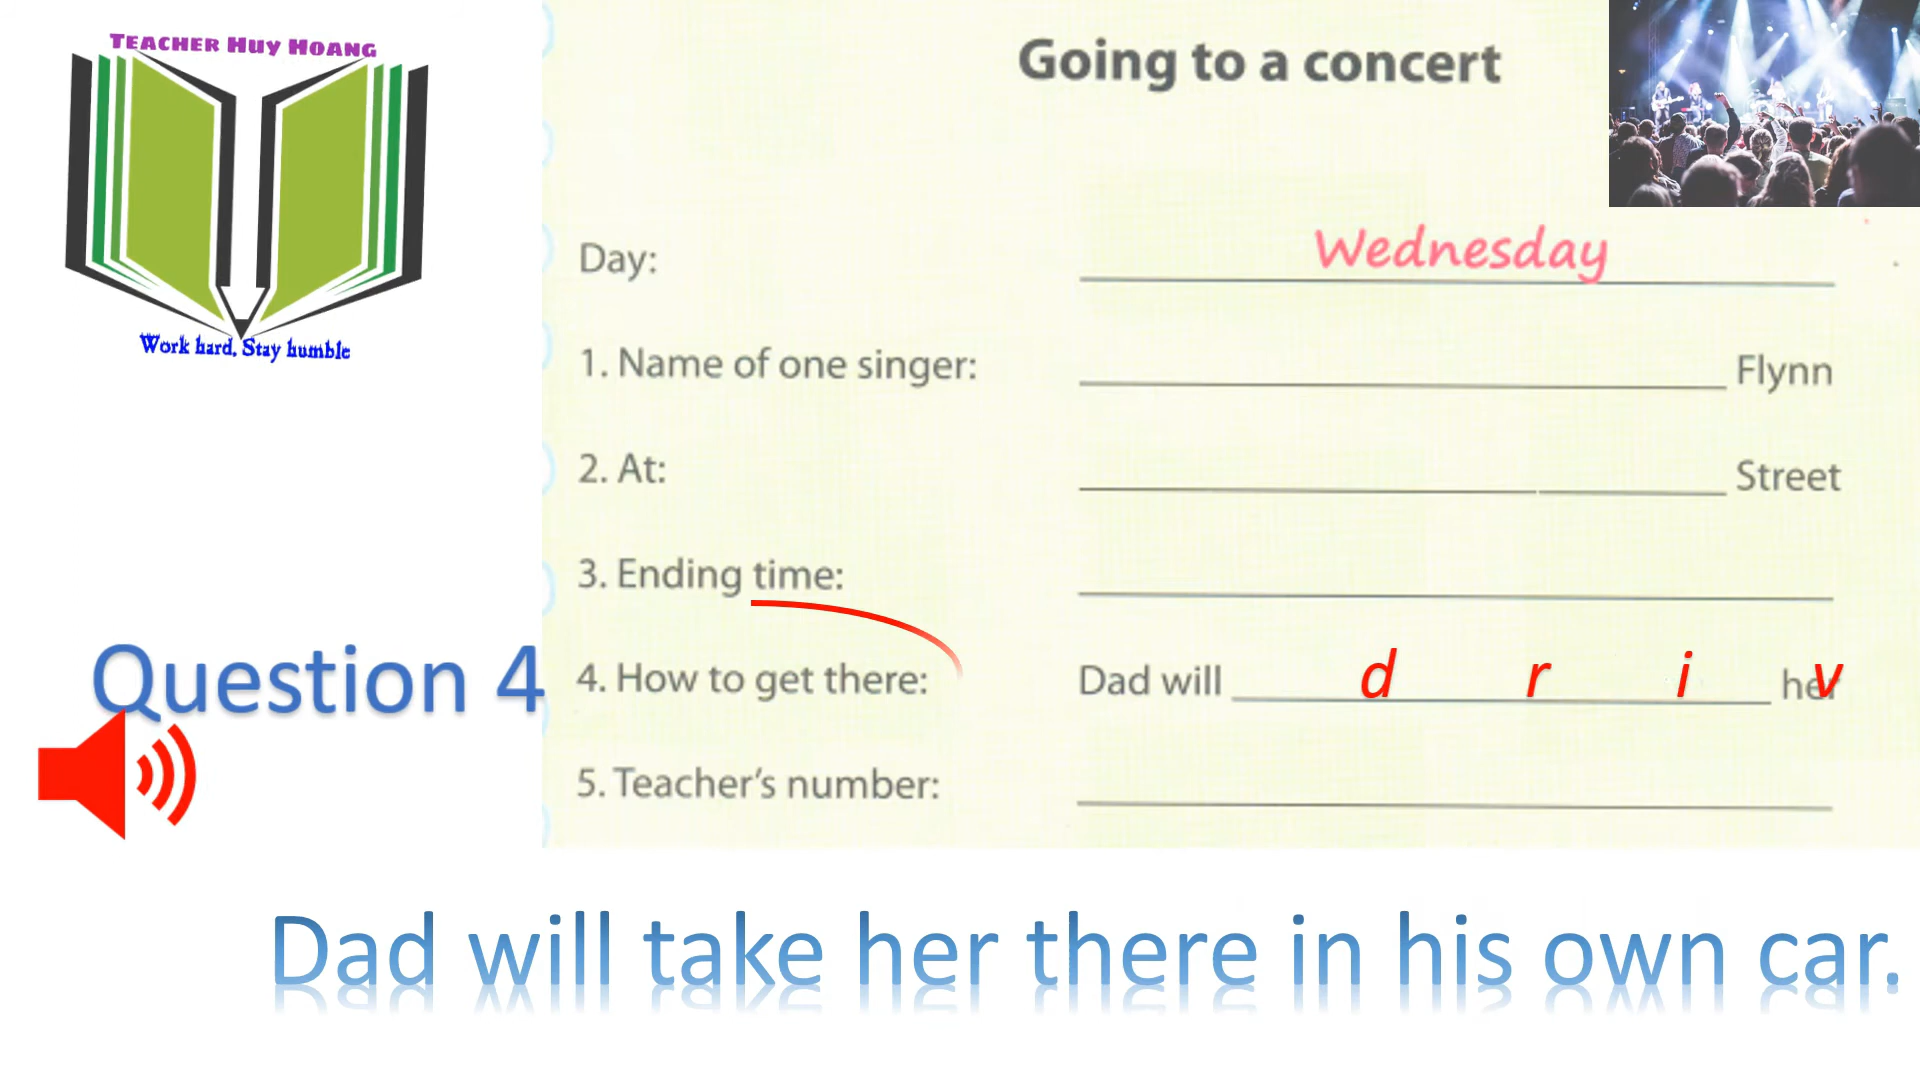 TEACHER HUY HOANG
Work hard, Stay humble
Going to a concert
Day: Wednesday
1. Name of one singer: Flynn
2. At: Street
3. Ending time:
Question 4
4. How to get there: Dad will d r i v her
5. Teacher's number:
Dad will take her there in his own car.